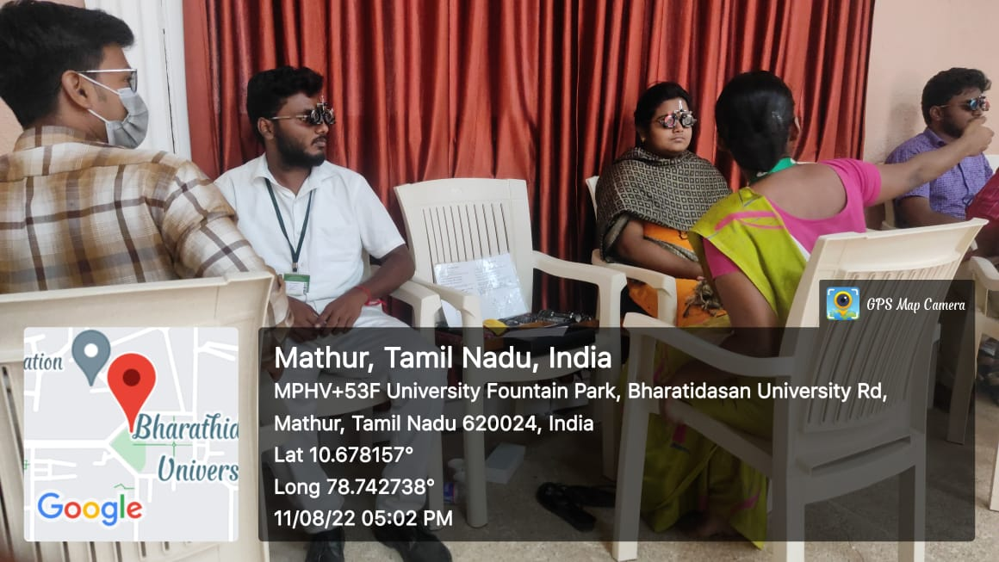 GPS Map Camera
ation
Bharathia
Univers
Google
Mathur, Tamil Nadu, India
MPHV+53F University Fountain Park, Bharatidasan University Rd,
Mathur, Tamil Nadu 620024, India
Lat 10.678157°
Long 78.742738°
11/08/22 05:02 PM